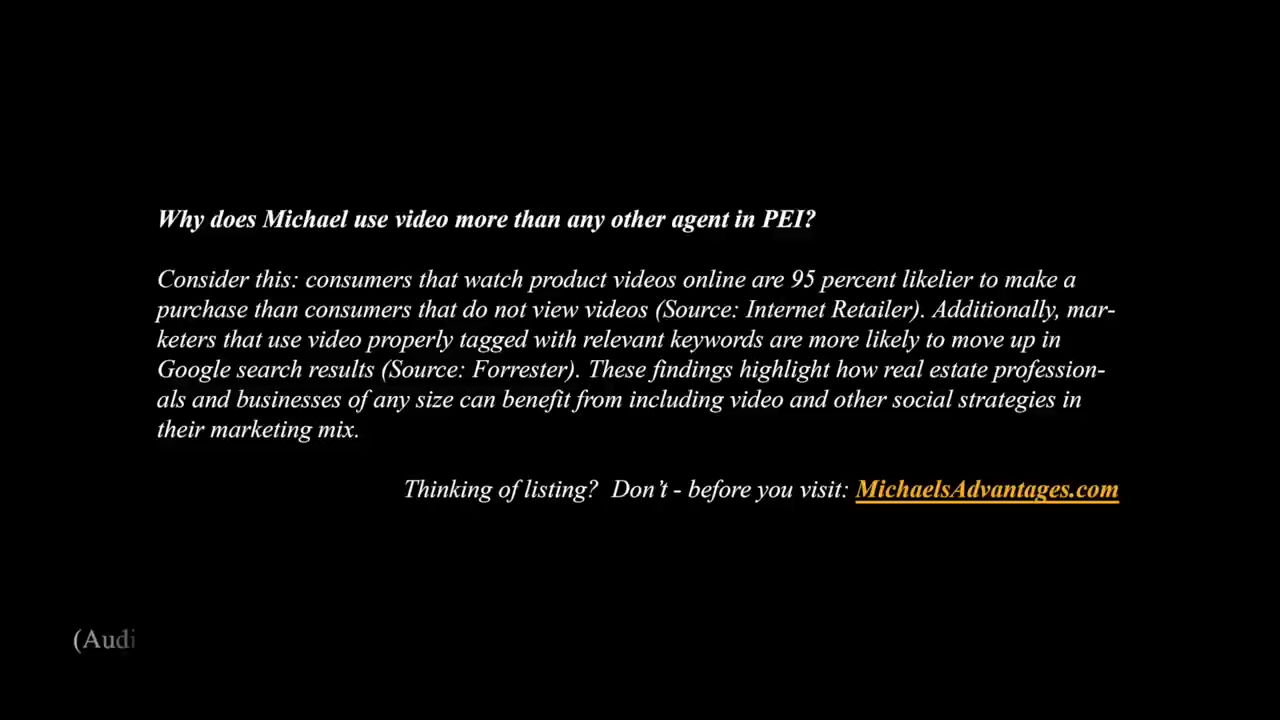 Why does Michael use video more than any other agent in PEI?
Consider this: consumers that watch product videos online are 95 percent likelier to make a
purchase than consumers that do not view videos (Source: Internet Retailer). Additionally, mar-
keters that use video properly tagged with relevant keywords are more likely to move up in
Google search results (Source: Forrester). These findings highlight how real estate profession-
als and businesses of any size can benefit from including video and other social strategies in
their marketing mix.
Thinking of listing? Don't - before you visit: MichaelsAdvantages.com
(Audi